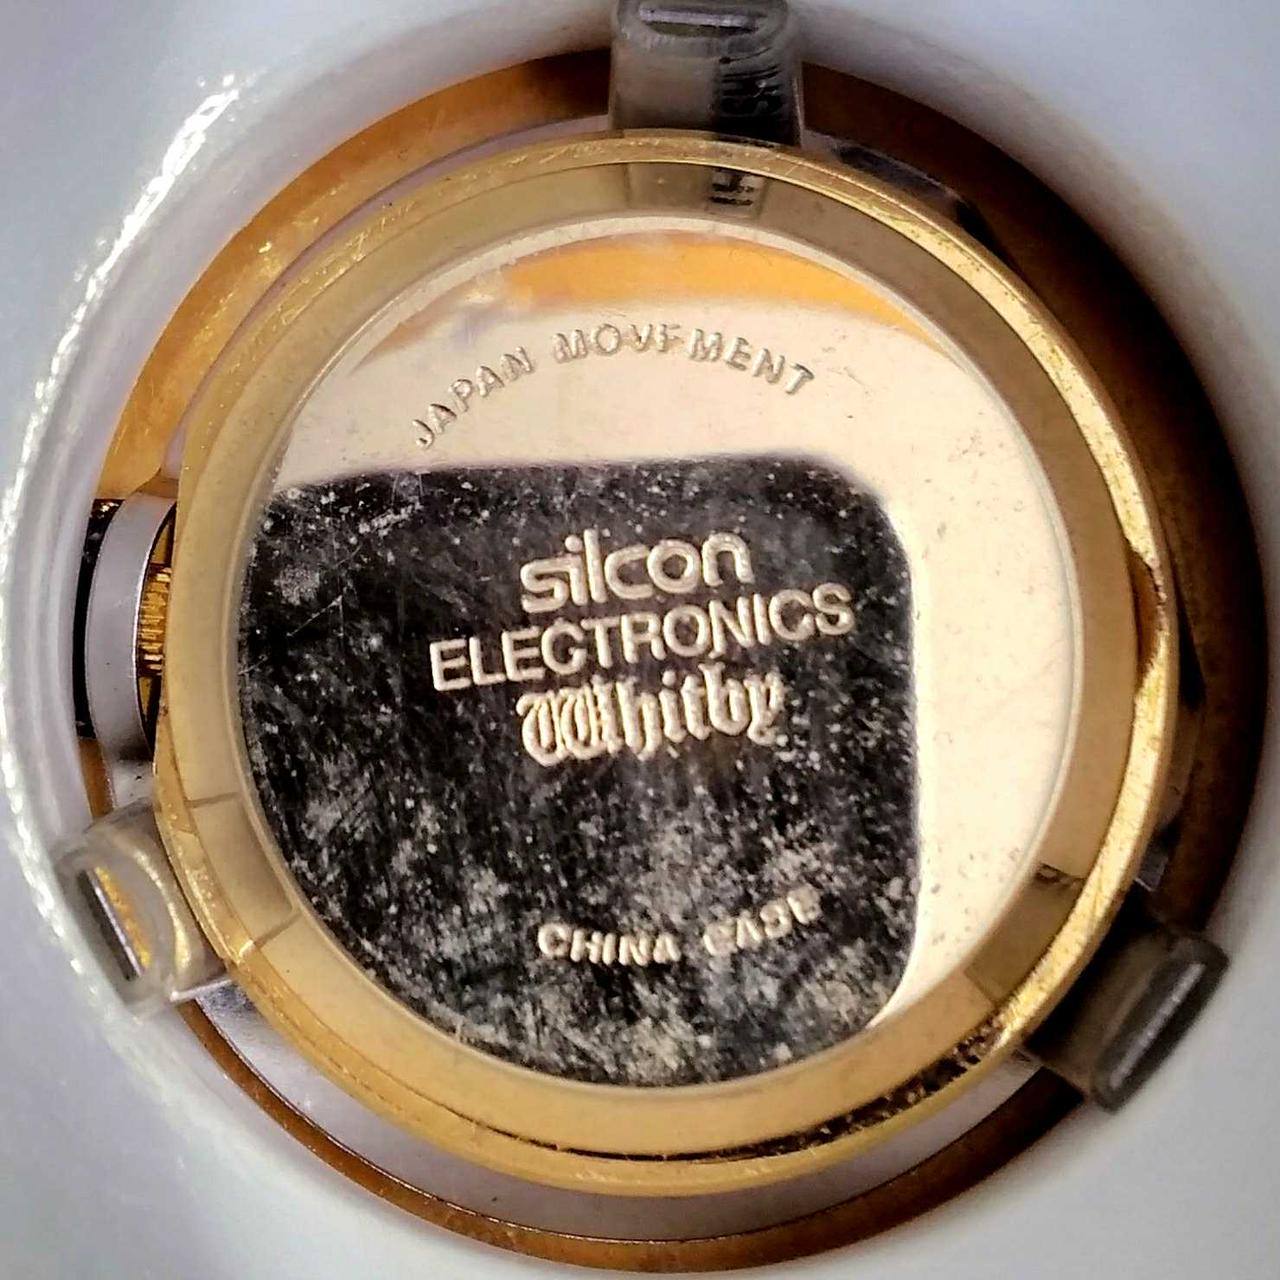 JAPAN MOVEMENT
silcon
ELECTRONICS
Whitby
CHINA CASE